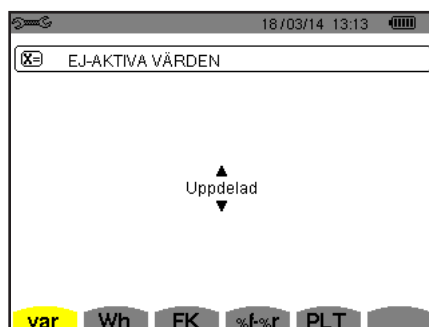 18/03/14 13:13
X= EJ-AKTIVA VÄRDEN
Uppdelad
var Wh FK %f-%r PLT